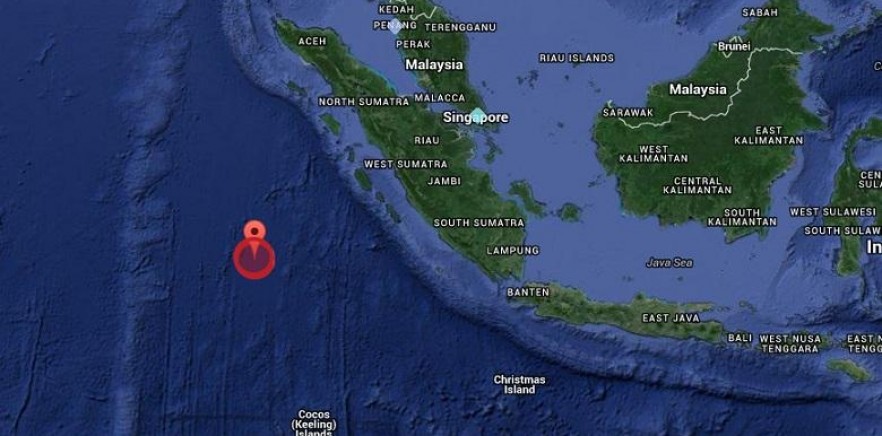 SABAH
KEDAH
PENANG
TERENGGANU
ACEH
PERAK
Brunei
RIAU ISLANDS
Malaysia
Malaysia
NORTH SUMATRA
MALACCA
SARAWAK
Singapore
RIAU
EAST
KALIMANTAN
WEST
KALIMANTAN
WEST SUMATRA
JAMBI
CENTRAL
KALIMANTAN
CEN
SULA
SOUTH
KALIMANTAN
WEST SULAWESI
SOUTH SUMATRA
SOUTH SULAW
In
LAMPUNG
Java Sea
BANTEN
EAST JAVA
BALI
WEST NUSA
TENGGARA
EAST N
TENGG
Christmas
Island
Cocos
(Keeling)
Islands